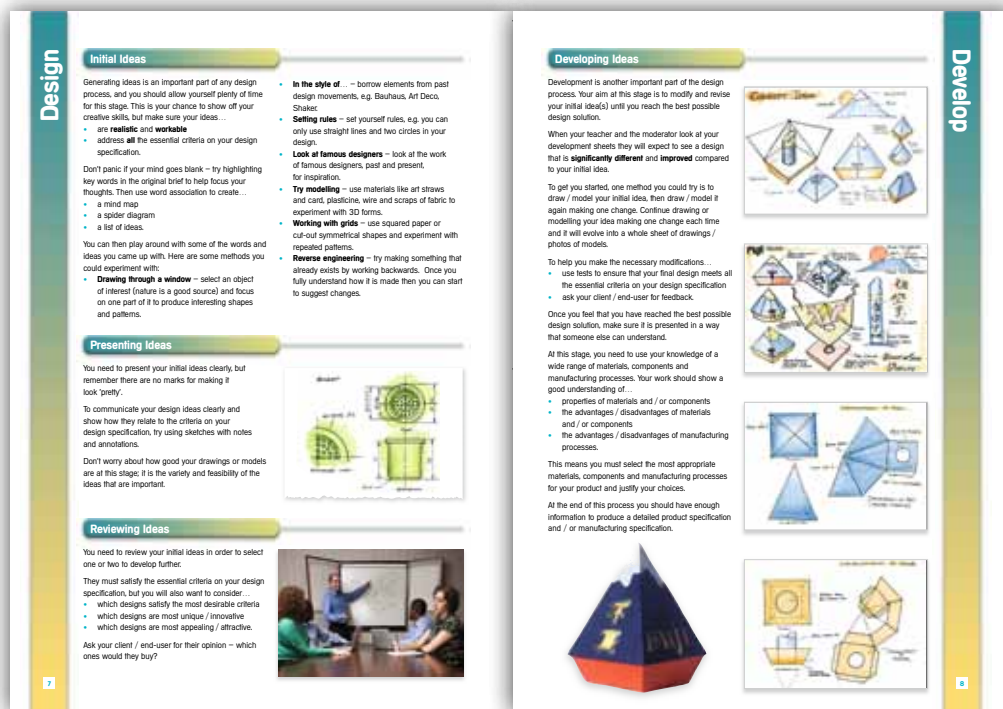 Design
Initial Ideas
Generating ideas is an important part of any design
process, and you should allow yourself plenty of time
for this stage. This is your chance to show off your
creative skills, but make sure your ideas…
• are realistic and workable
• address all the essential criteria on your design
specification.
Don't panic if your mind goes blank – try highlighting
key words in the original brief to help focus your
thoughts. Then use word association to create…
• a mind map
• a spider diagram
• a list of ideas.
You can then play around with some of the words and
ideas you came up with. Here are some methods you
could experiment with:
• Drawing through a window – select an object
of interest (nature is a good source) and focus
on one part of it to produce interesting shapes
and patterns.
• In the style of… – borrow elements from past
design movements, e.g. Bauhaus, Art Deco,
Shaker.
• Setting rules – set yourself rules, e.g. you can
only use straight lines and two circles in your
design.
• Look at famous designers – look at the work
of famous designers, past and present,
for inspiration.
• Try modelling – use materials like art straws
and card, plasticine, wire and scraps of fabric to
experiment with 3D forms.
• Working with grids – use squared paper or
cut-out symmetrical shapes and experiment with
repeated patterns.
• Reverse engineering – try making something that
already exists by working backwards. Once you
fully understand how it is made then you can start
to suggest changes.
Presenting Ideas
You need to present your initial ideas clearly, but
remember there are no marks for making it
look 'pretty'.
To communicate your design ideas clearly and
show how they relate to the criteria on your
design specification, try using sketches with notes
and annotations.
Don't worry about how good your drawings or models
are at this stage; it is the variety and feasibility of the
ideas that are important.
Reviewing Ideas
You need to review your initial ideas in order to select
one or two to develop further.
They must satisfy the essential criteria on your design
specification, but you will also want to consider…
• which designs satisfy the most desirable criteria
• which designs are most unique / innovative
• which designs are most appealing / attractive.
Ask your client / end-user for their opinion – which
ones would they buy?
7
Develop
Developing Ideas
Development is another important part of the design
process. Your aim at this stage is to modify and revise
your initial idea(s) until you reach the best possible
design solution.
When your teacher and the moderator look at your
development sheets they will expect to see a design
that is significantly different and improved compared
to your initial idea.
To get you started, one method you could try is to
draw / model your initial idea, then draw / model it
again making one change. Continue drawing or
modelling your idea making one change each time
and it will evolve into a whole sheet of drawings /
photos of models.
To help you make the necessary modifications…
• use tests to ensure that your final design meets all
the essential criteria on your design specification
• ask your client / end-user for feedback.
Once you feel that you have reached the best possible
design solution, make sure it is presented in a way
that someone else can understand.
At this stage, you need to use your knowledge of a
wide range of materials, components and
manufacturing processes. Your work should show a
good understanding of…
• properties of materials and / or components
• the advantages / disadvantages of materials
and / or components
• the advantages / disadvantages of manufacturing
processes.
This means you must select the most appropriate
materials, components and manufacturing processes
for your product and justify your choices.
At the end of this process you should have enough
information to produce a detailed product specification
and / or manufacturing specification.
8